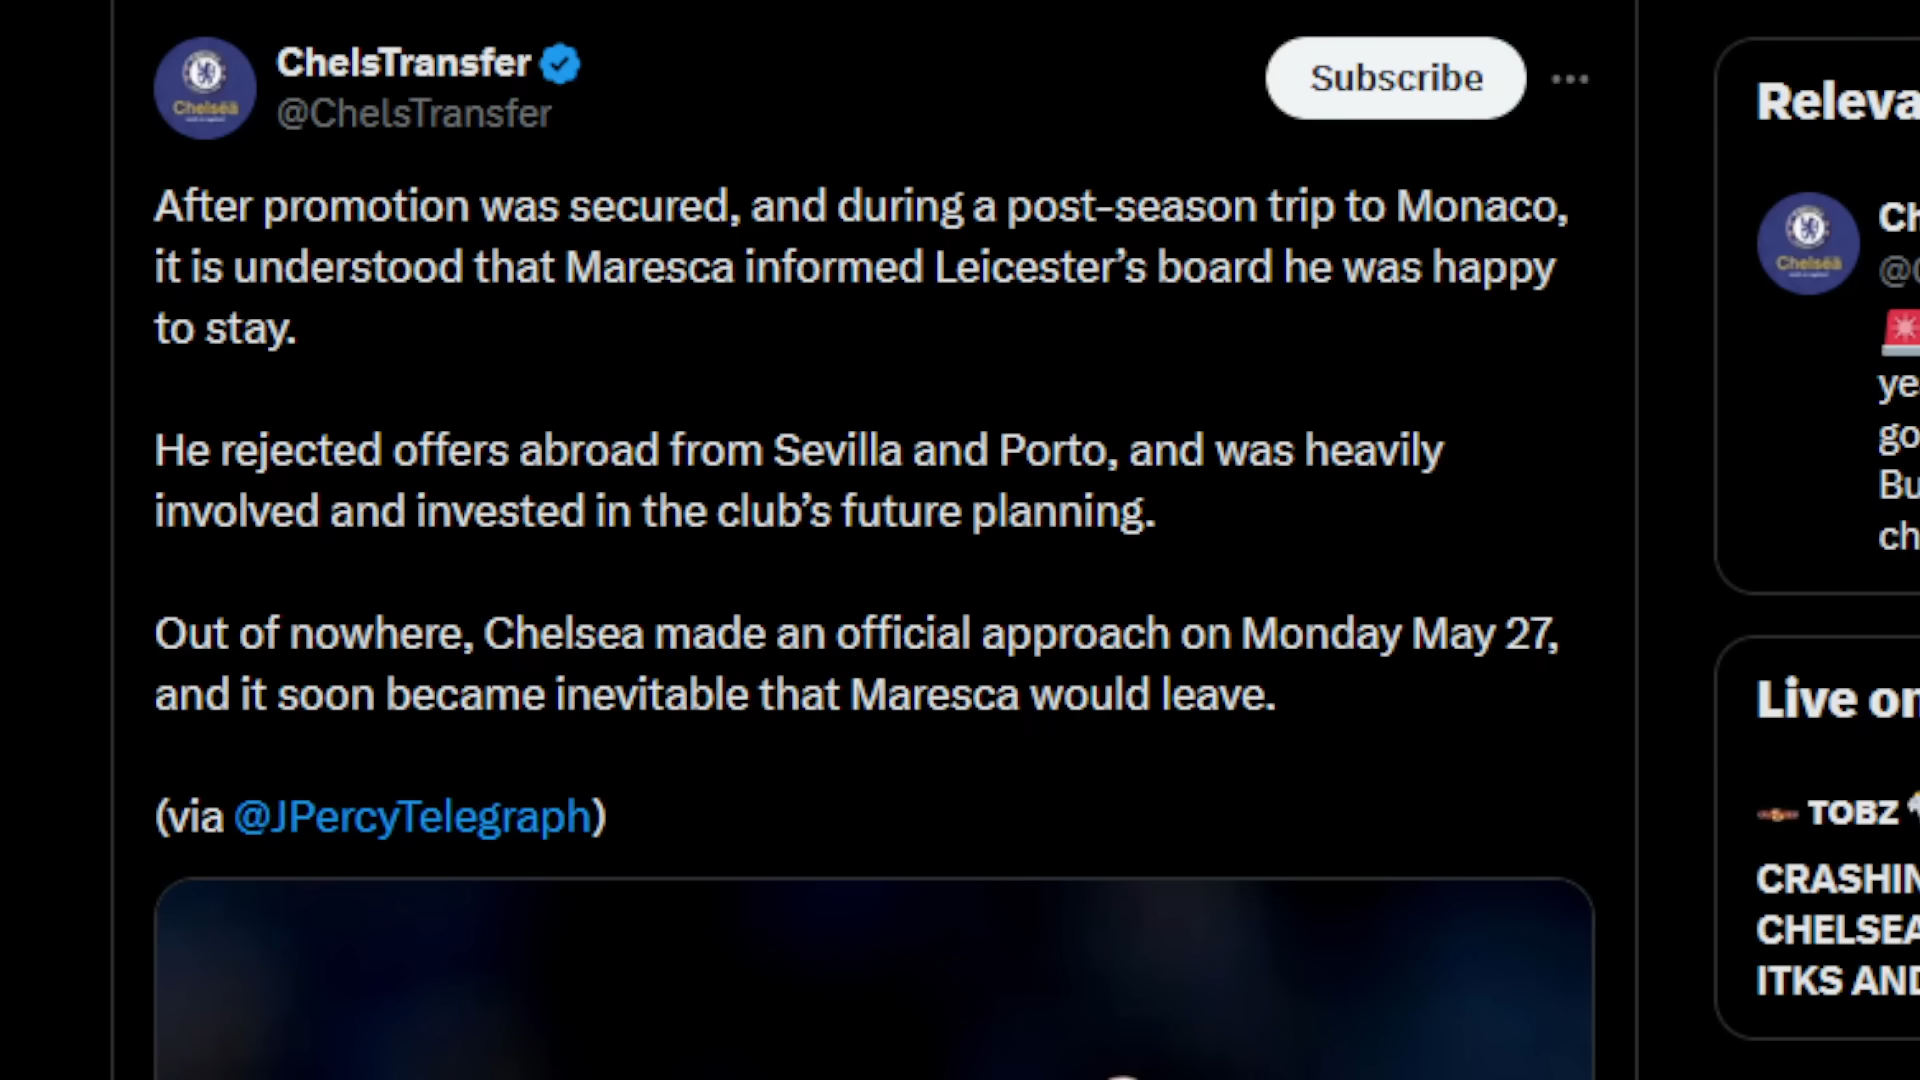 ChelsTransfer
@ChelsTransfer
Subscribe
After promotion was secured, and during a post-season trip to Monaco,
it is understood that Maresca informed Leicester's board he was happy
to stay.
He rejected offers abroad from Sevilla and Porto, and was heavily
involved and invested in the club's future planning.
Out of nowhere, Chelsea made an official approach on Monday May 27,
and it soon became inevitable that Maresca would leave.
(via @JPercyTelegraph)
Releva
Ch
@C
ye
go
Bu
ch
Live on
TOBZ
CRASHIN
CHELSEA
ITKS AND